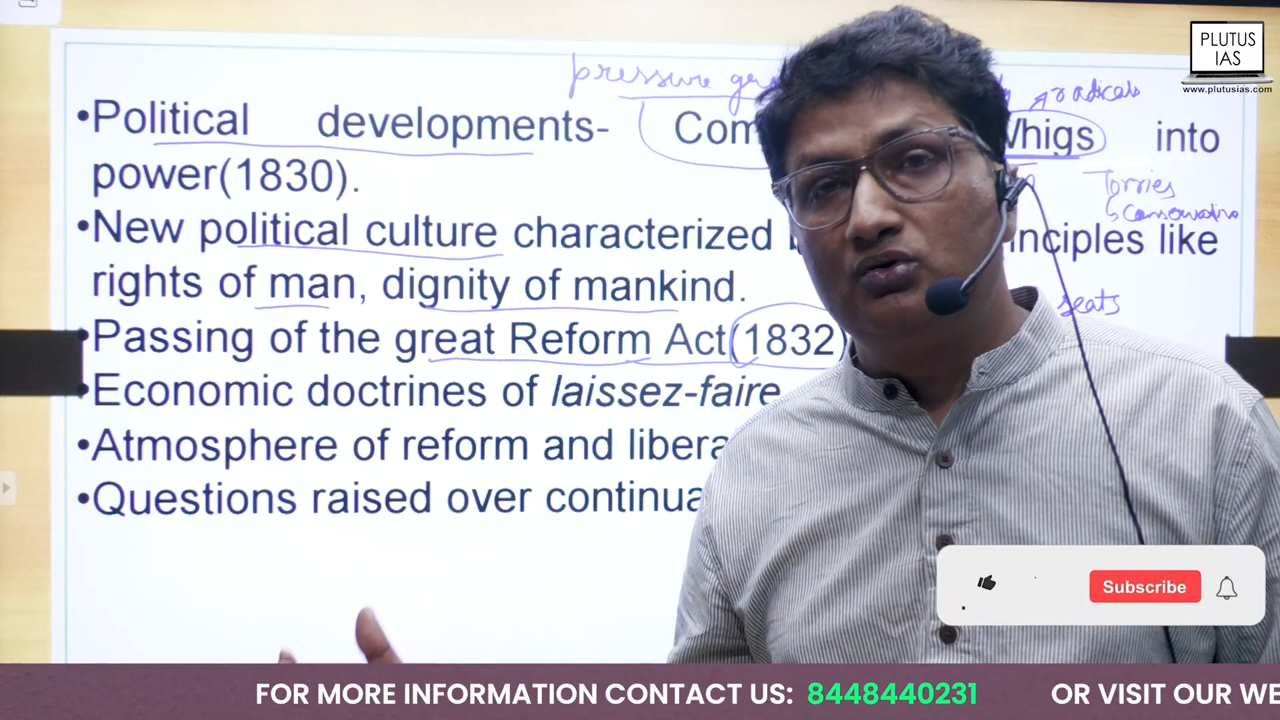 PLUTUS
IAS
www.plutusias.com
pressure
radicals
•Political developments- Com Whigs into
power(1830).
Torries
Conservative
•New political culture characterized inciples like
rights of man, dignity of mankind.
seats
•Passing of the great Reform Act(1832)
•Economic doctrines of laissez-faire
•Atmosphere of reform and libera
•Questions raised over continua
Subscribe
FOR MORE INFORMATION CONTACT US: 8448440231 OR VISIT OUR WE